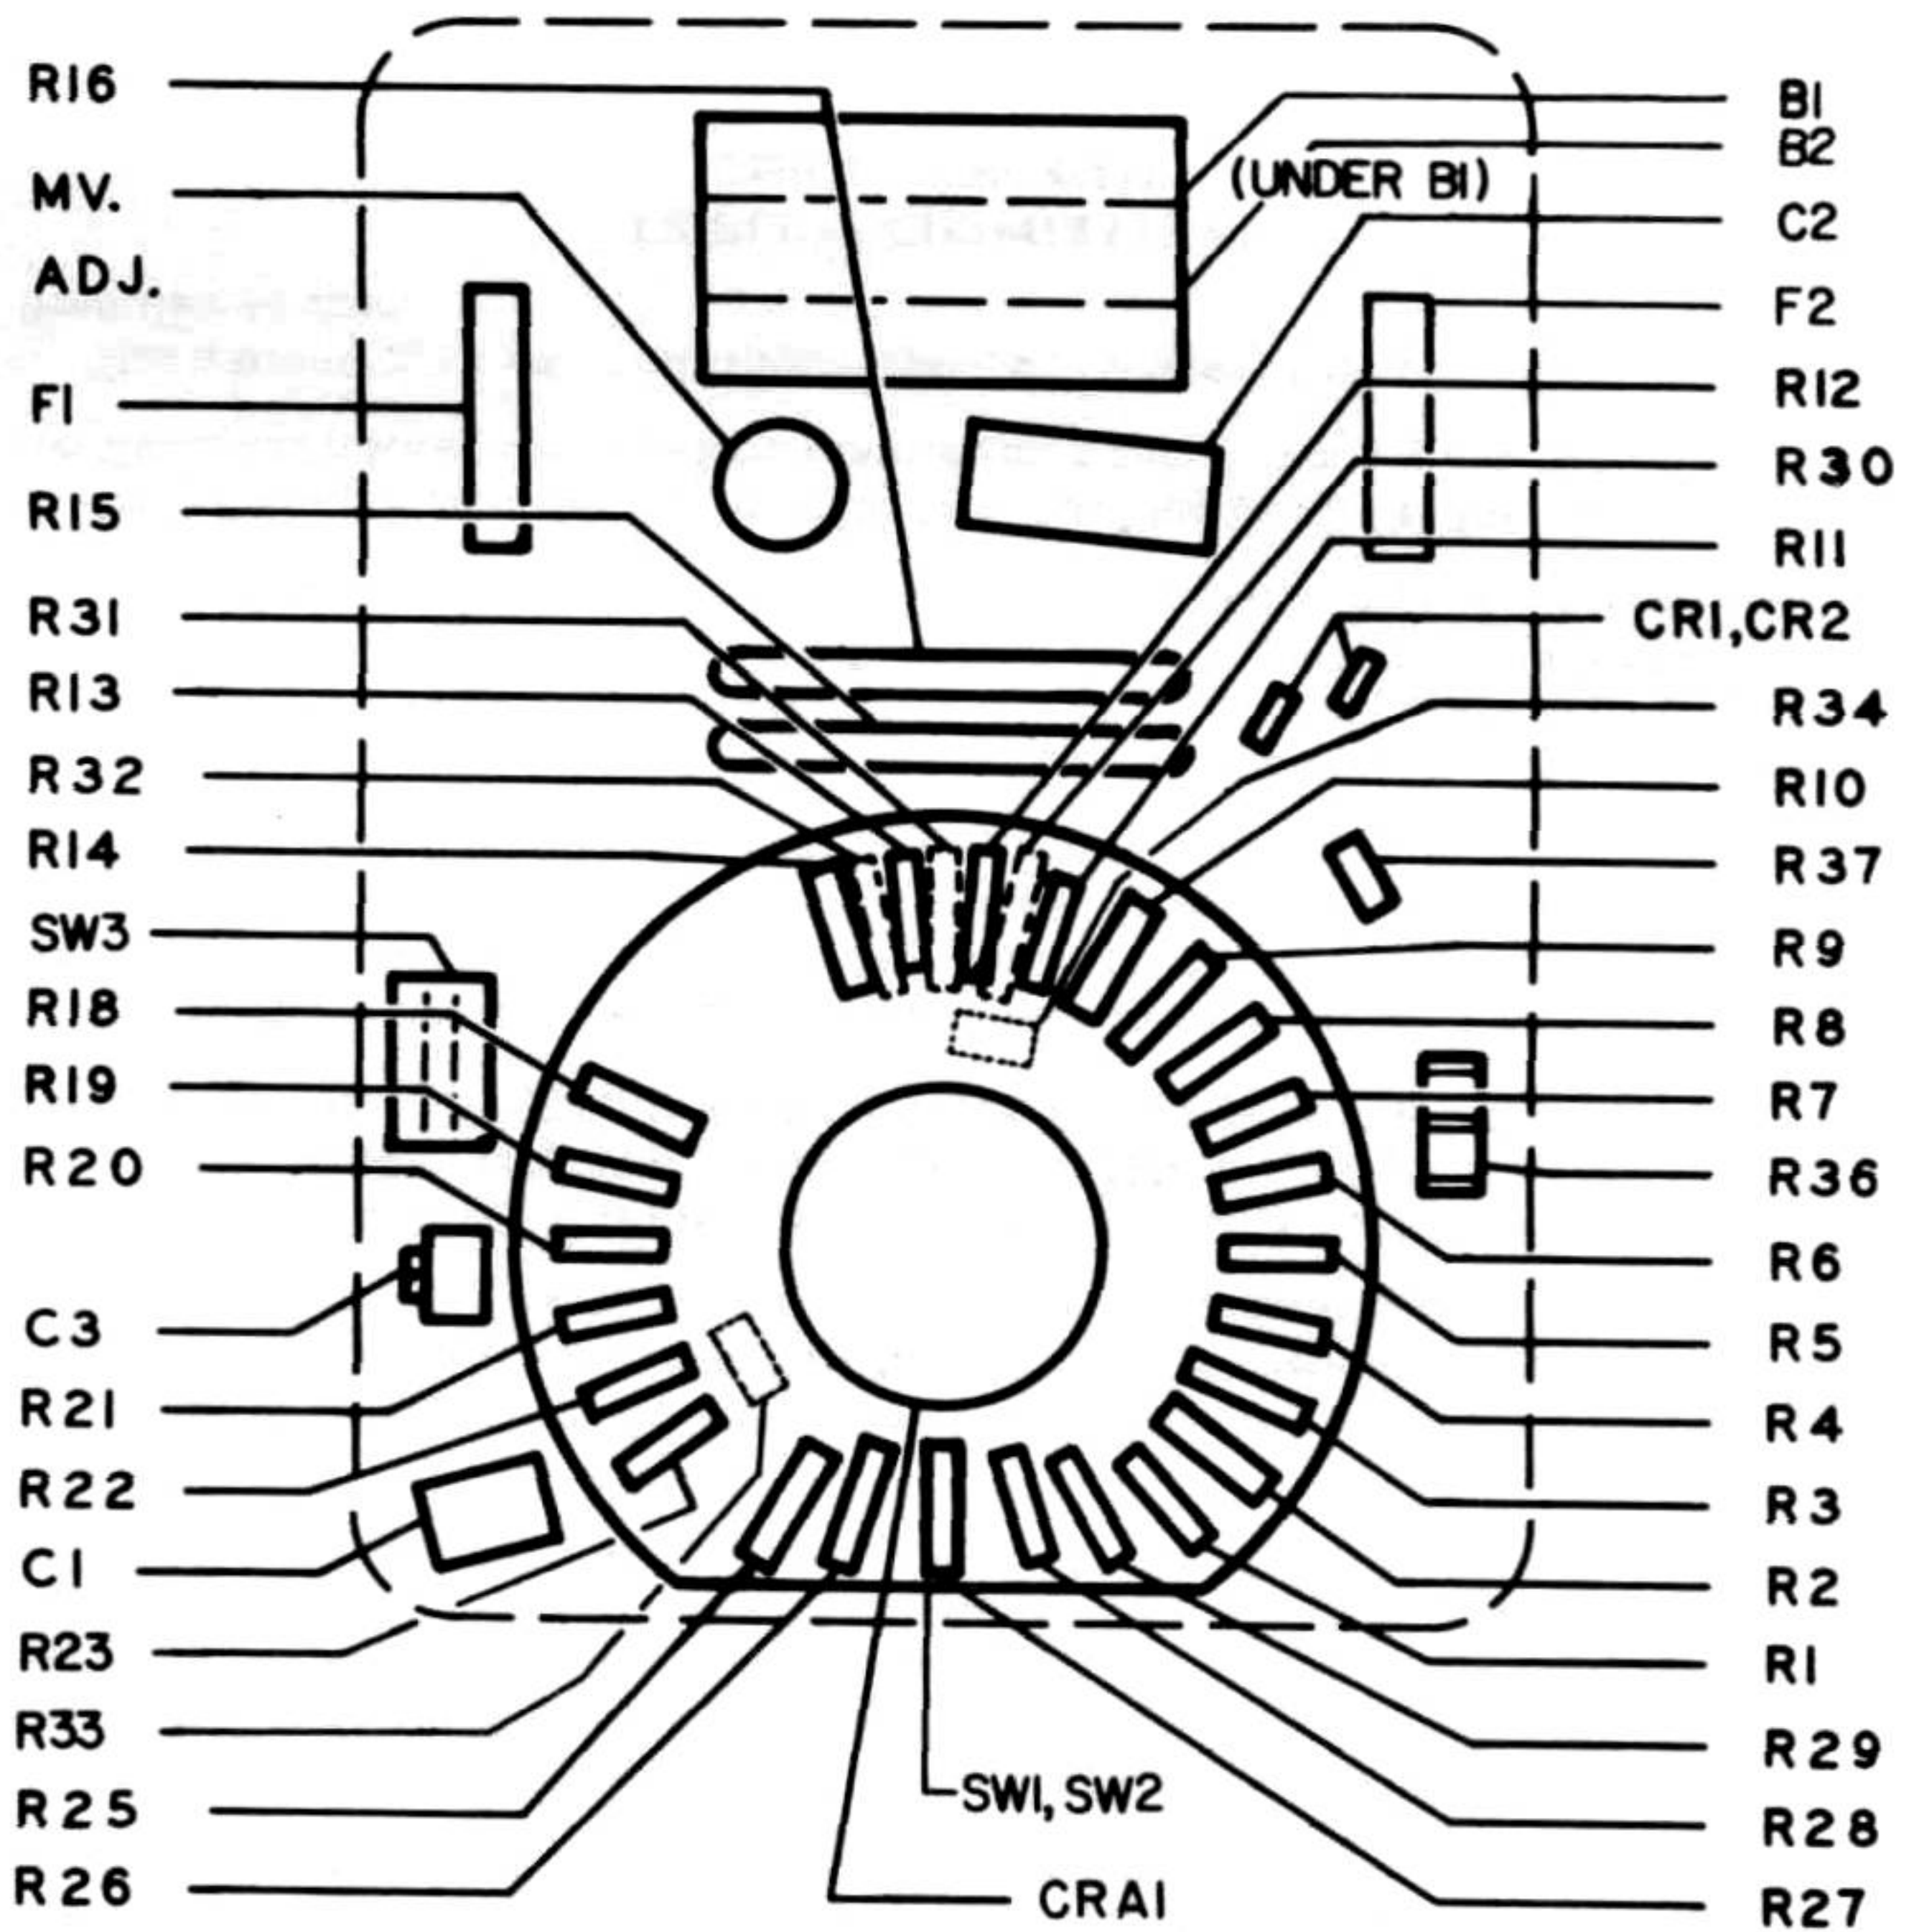 R16
MV.
ADJ.
F1
R15
R31
R13
R32
R14
SW3
R18
R19
R20
C3
R21
R22
C1
R23
R33
R25
R26
B1
B2
(UNDER B1)
C2
F2
R12
R30
R11
CR1,CR2
R34
R10
R37
R9
R8
R7
R36
R6
R5
R4
R3
R2
R1
R29
R28
R27
SW1, SW2
CRA1